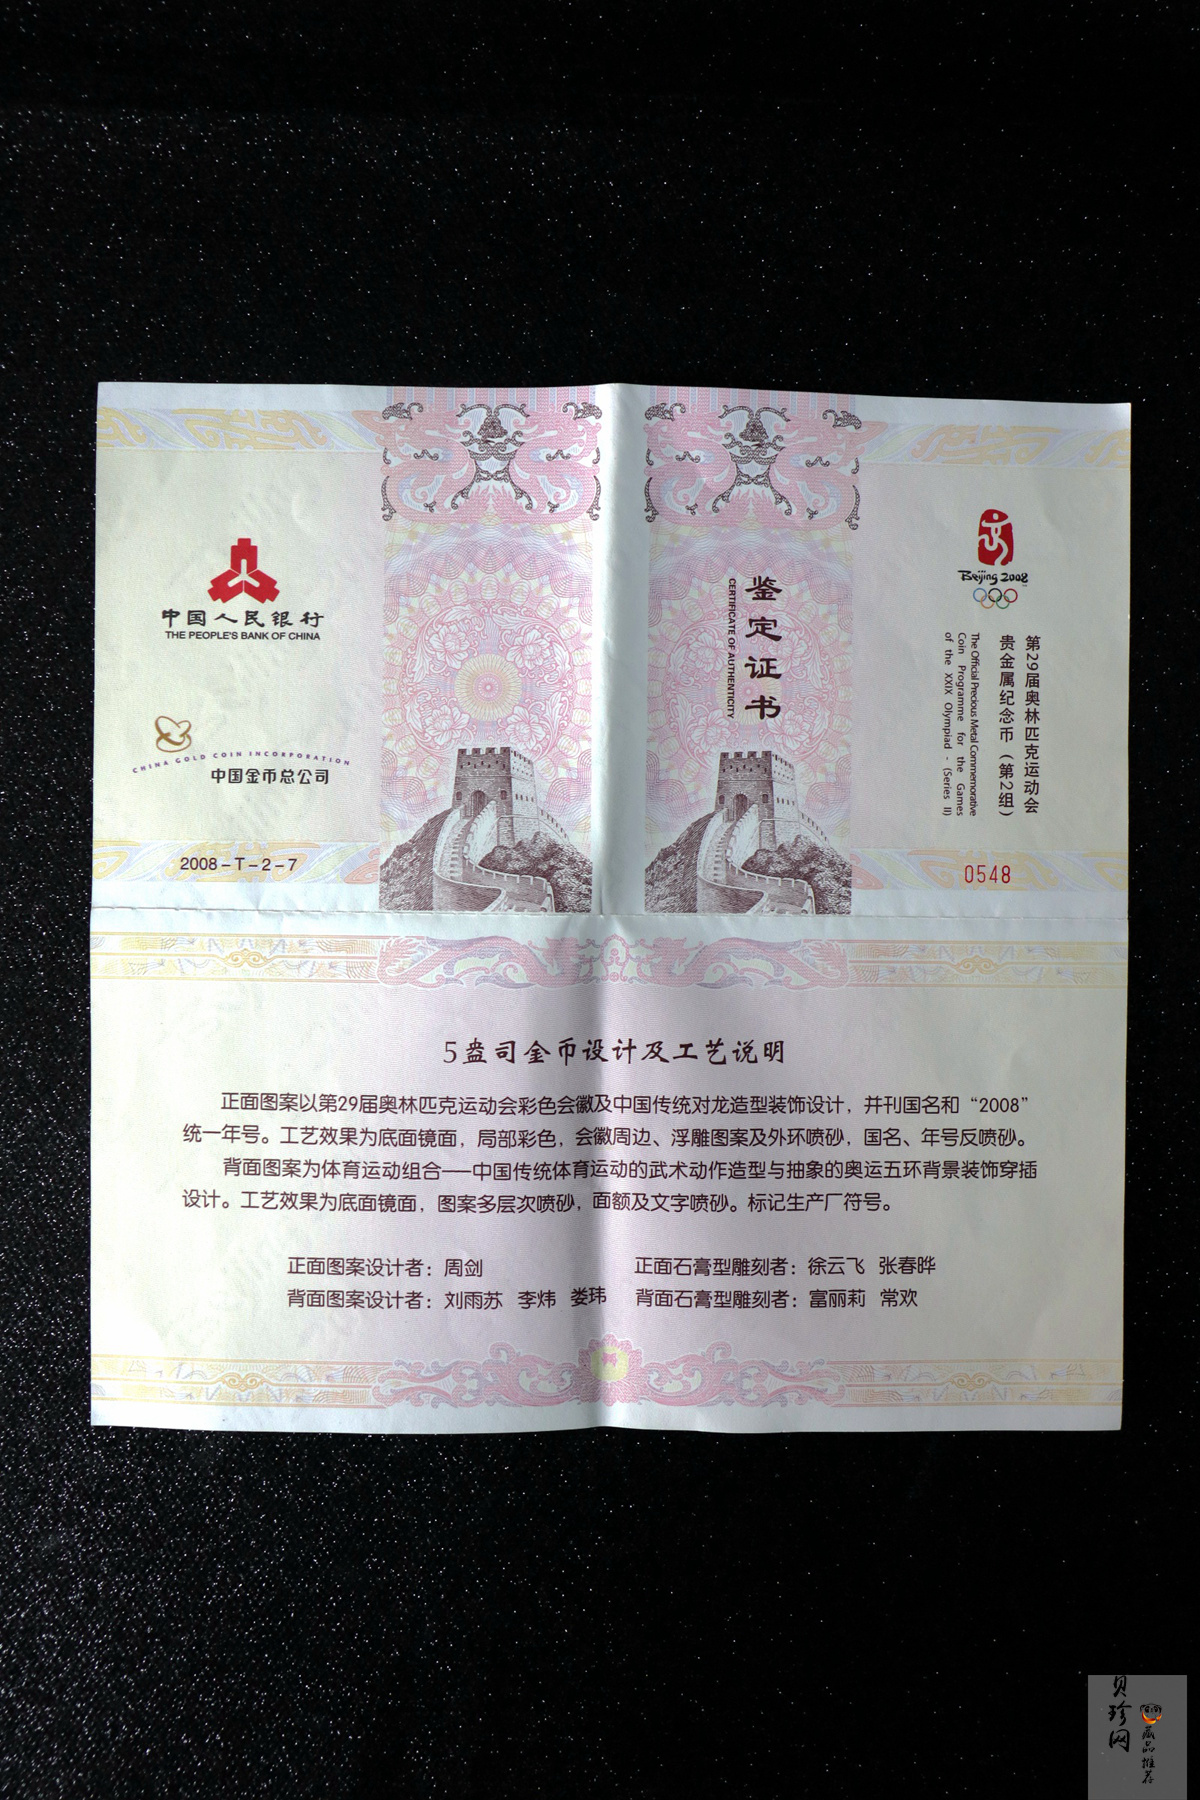 中国人民银行
THE PEOPLE'S BANK OF CHINA
CHINA GOLD COIN INCORPORATION
中国金币总公司
2008-T-2-7
鉴定证书
CERTIFICATE OF AUTHENTICITY
Beijing 2008
第29届奥林匹克运动会
贵金属纪念币（第2组）
The Official Precious Metal Commemorative
Coin Programme for the Games
of the XXIX Olympiad - (Series II)
0548
5盎司金币设计及工艺说明
正面图案以第29届奥林匹克运动会彩色会徽及中国传统对龙造型装饰设计，并刊国名和“2008”
统一年号。工艺效果为底面镜面，局部彩色，会徽周边、浮雕图案及外环喷砂，国名、年号反喷砂。
背面图案为体育运动组合——中国传统体育运动的武术动作造型与抽象的奥运五环背景装饰穿插
设计。工艺效果为底面镜面，图案多层次喷砂，面额及文字喷砂。标记生产厂符号。
正面图案设计者：周剑
正面石膏型雕刻者：徐云飞 张春晔
背面图案设计者：刘雨苏 李炜 娄玮
背面石膏型雕刻者：富丽莉 常欢
贝珍网
藏品推荐